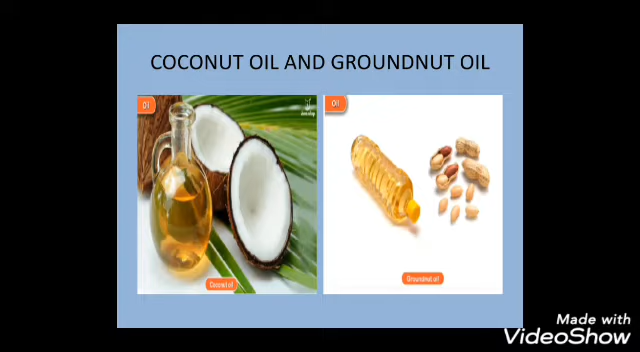 COCONUT OIL AND GROUNDNUT OIL
Oil
Oil
Coconut oil
Groundnut oil
Made with
VideoShow